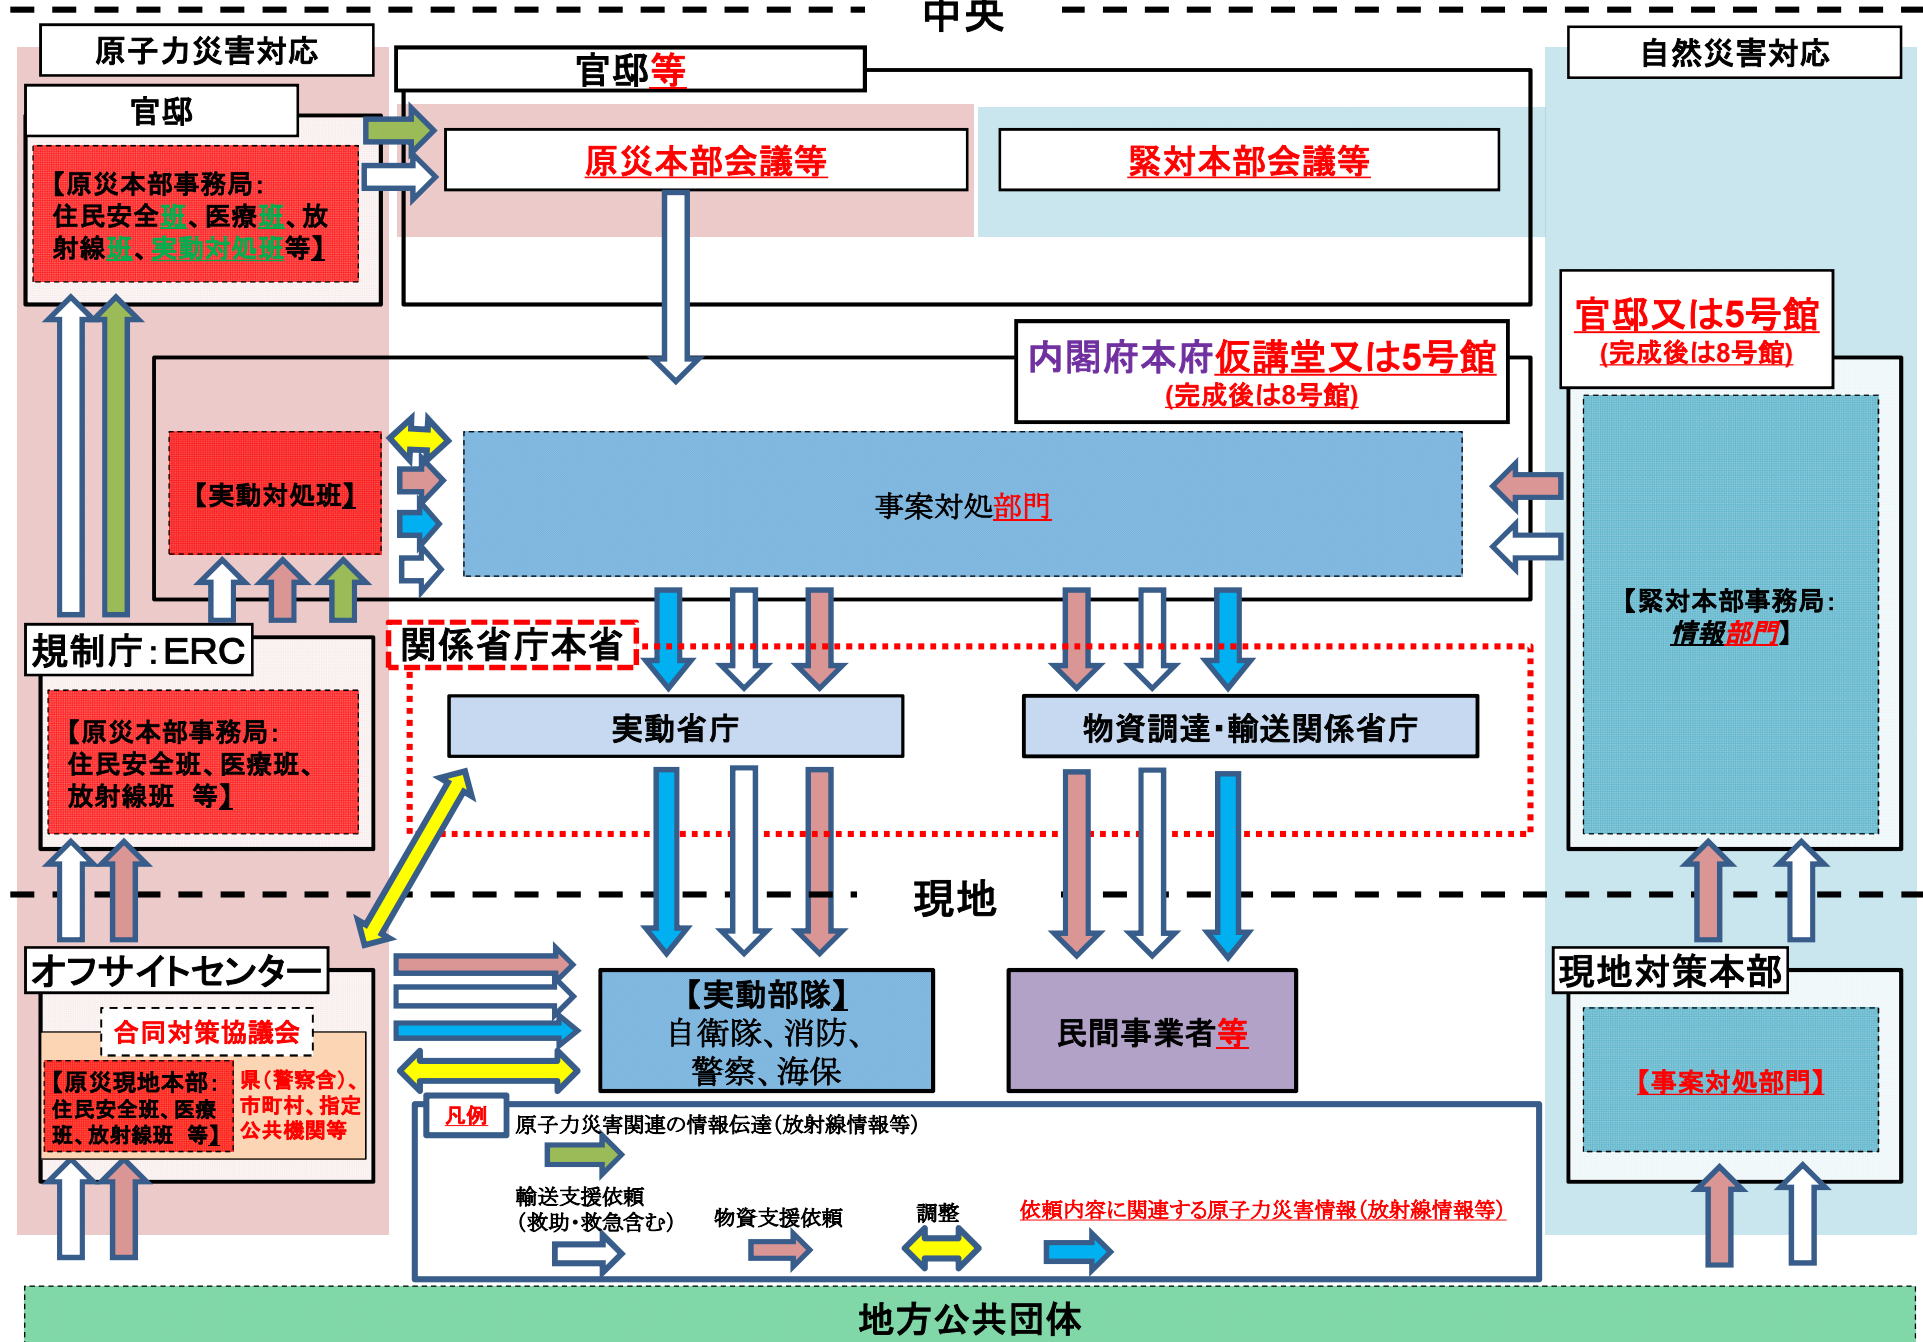 中央
原子力災害対応
官邸等
自然災害対応
官邸
原災本部会議等
緊対本部会議等
【原災本部事務局：
住民安全班、医療班、放
射線班、実動対処班等】
官邸又は5号館
(完成後は8号館)
内閣府本府仮講堂又は5号館
(完成後は8号館)
【実動対処班】
事案対処部門
【緊対本部事務局：
情報部門】
規制庁：ERC
関係省庁本省
【原災本部事務局：
住民安全班、医療班、
放射線班　等】
実動省庁
物資調達・輸送関係省庁
現地
オフサイトセンター
現地対策本部
合同対策協議会
【原災現地本部：
住民安全班、医療
班、放射線班　等】
県（警察含）、
市町村、指定
公共機関等
【実動部隊】
自衛隊、消防、
警察、海保
民間事業者等
【事案対処部門】
凡例
原子力災害関連の情報伝達（放射線情報等）
輸送支援依頼
（救助・救急含む）
物資支援依頼
調整
依頼内容に関連する原子力災害情報（放射線情報等）
地方公共団体